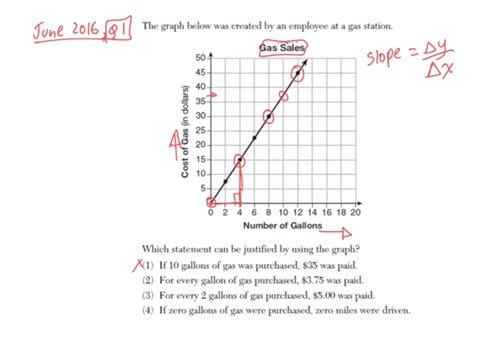 June 2016, Q1
The graph below was created by an employee at a gas station.
Gas Sales
slope = Δy
Δx
Cost of Gas (in dollars)
50
45
40
35
30
25
20
15
10
5
0 2 4 6 8 10 12 14 16 18 20
Number of Gallons
Which statement can be justified by using the graph?
(1) If 10 gallons of gas was purchased, $35 was paid.
(2) For every gallon of gas purchased, $3.75 was paid.
(3) For every 2 gallons of gas purchased, $5.00 was paid.
(4) If zero gallons of gas were purchased, zero miles were driven.